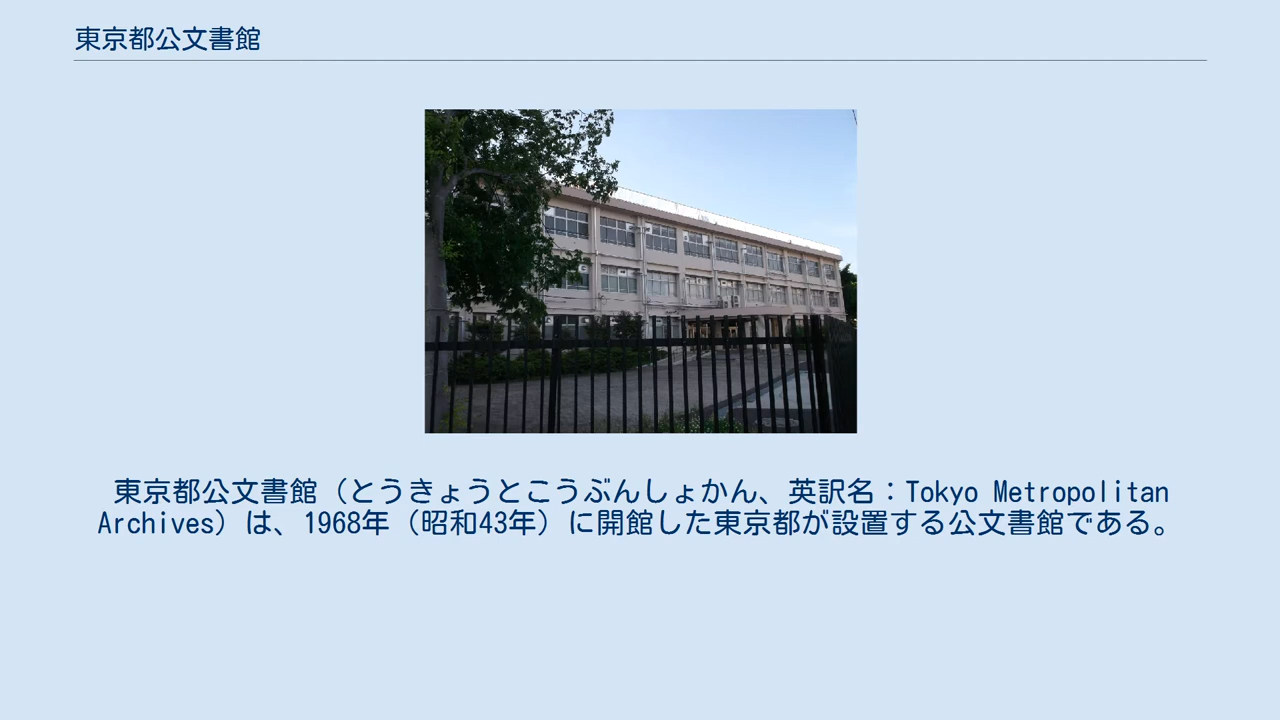 東京都公文書館
東京都公文書館（とうきょうとこうぶんしょかん、英訳名：Tokyo Metropolitan
Archives）は、1968年（昭和43年）に開館した東京都が設置する公文書館である。